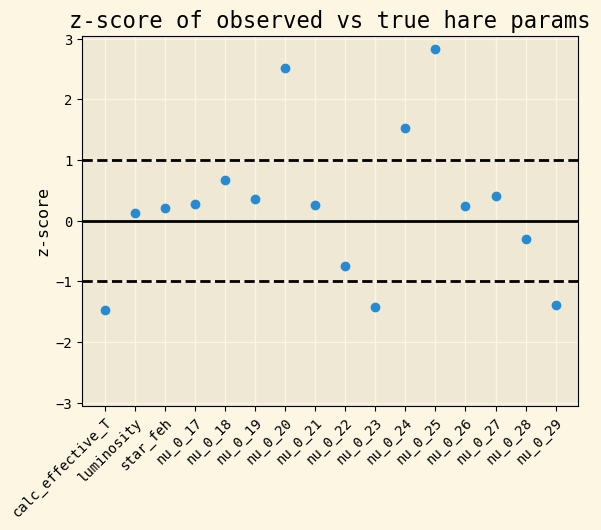 z-score of observed vs true hare params
z-score
3
2
1
0
−1
−2
−3
calc_effective_T
luminosity
star_feh
nu_0_17
nu_0_18
nu_0_19
nu_0_20
nu_0_21
nu_0_22
nu_0_23
nu_0_24
nu_0_25
nu_0_26
nu_0_27
nu_0_28
nu_0_29